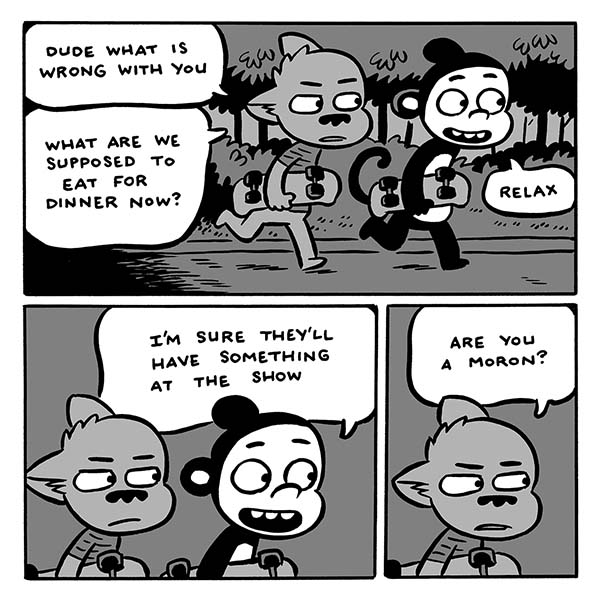 DUDE WHAT IS
WRONG WITH YOU
WHAT ARE WE
SUPPOSED TO
EAT FOR
DINNER NOW?
RELAX
I'M SURE THEY'LL
HAVE SOMETHING
AT THE SHOW
ARE YOU
A MORON?